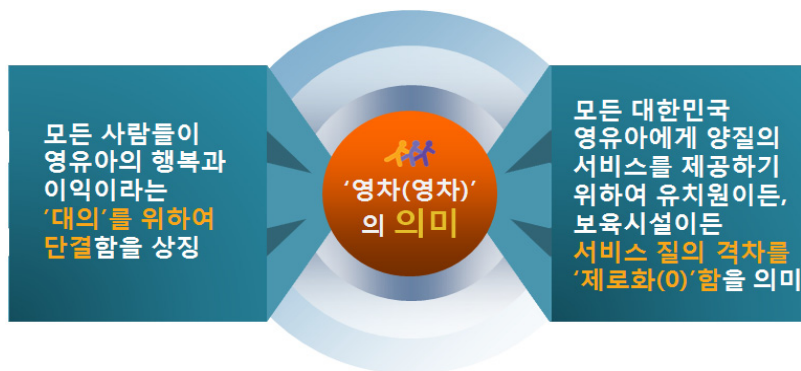 모든 사람들이
영유아의 행복과
이익이라는
'대의'를 위하여
단결함을 상징
'영차(영차)'
의 의미
모든 대한민국
영유아에게 양질의
서비스를 제공하기
위하여 유치원이든,
보육시설이든
서비스 질의 격차를
'제로화(0)'함을 의미